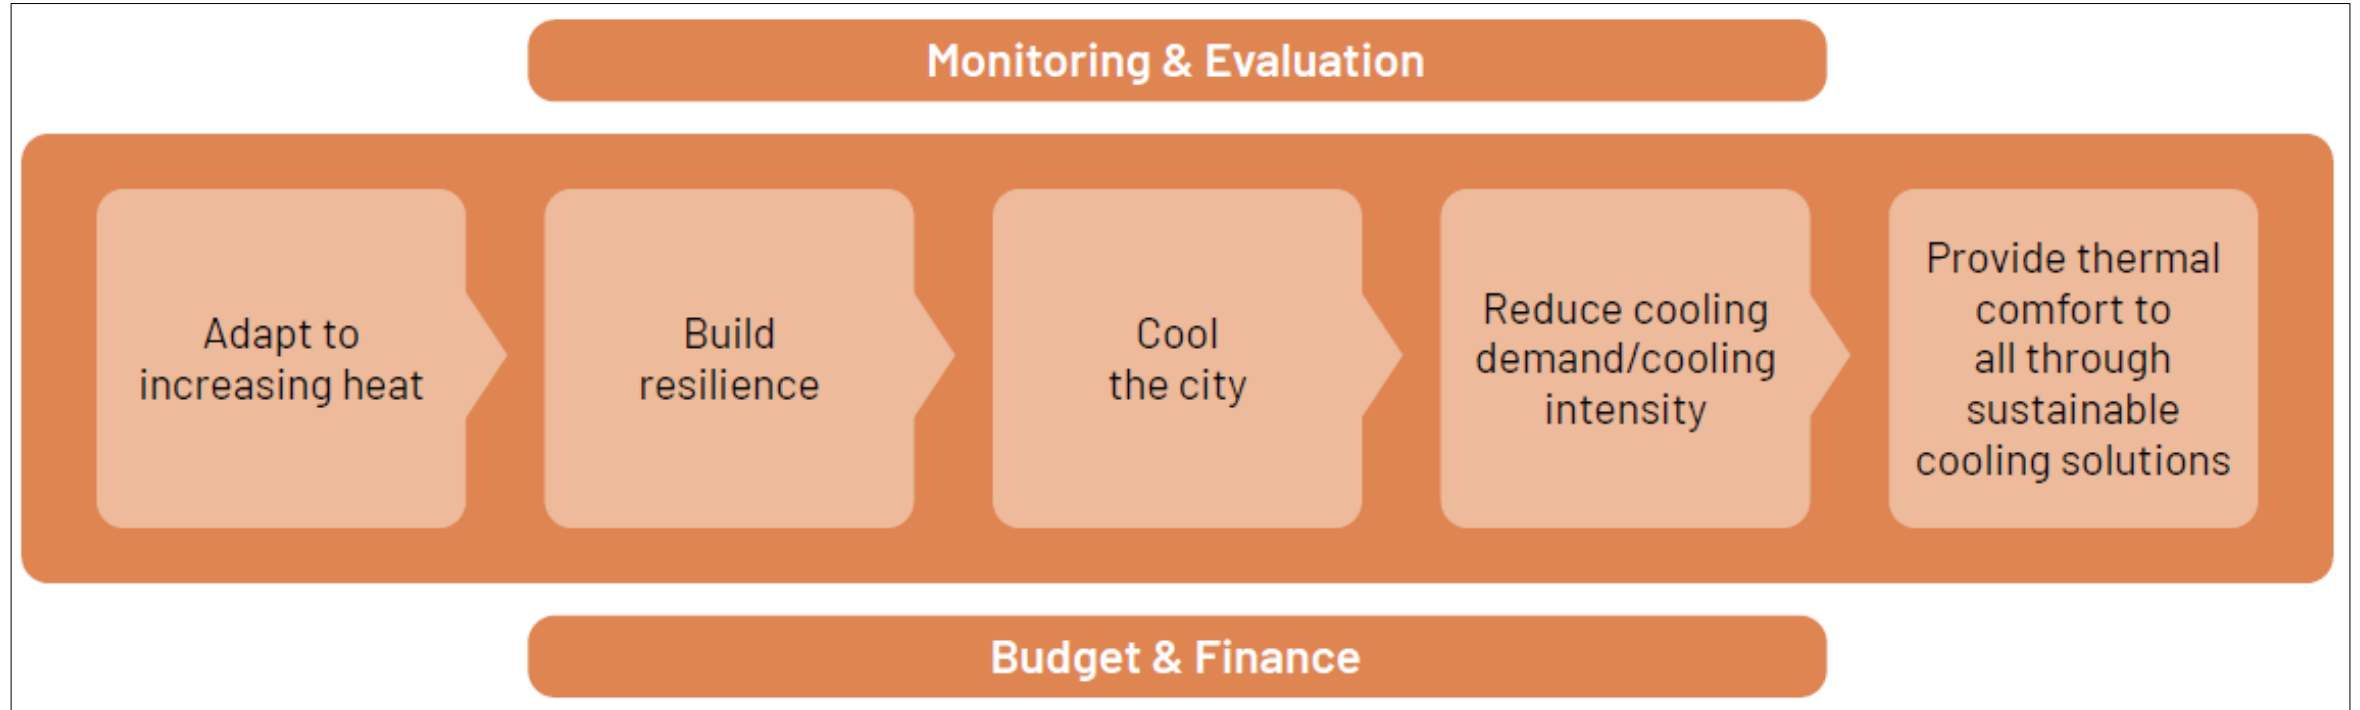 Monitoring & Evaluation
Adapt to
increasing heat
Build
resilience
Cool
the city
Reduce cooling
demand/cooling
intensity
Provide thermal
comfort to
all through
sustainable
cooling solutions
Budget & Finance